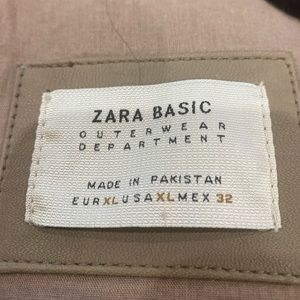 ZARA BASIC
OUTERWEAR
DEPARTMENT
MADE IN PAKISTAN
EUR XL USA XL MEX 32